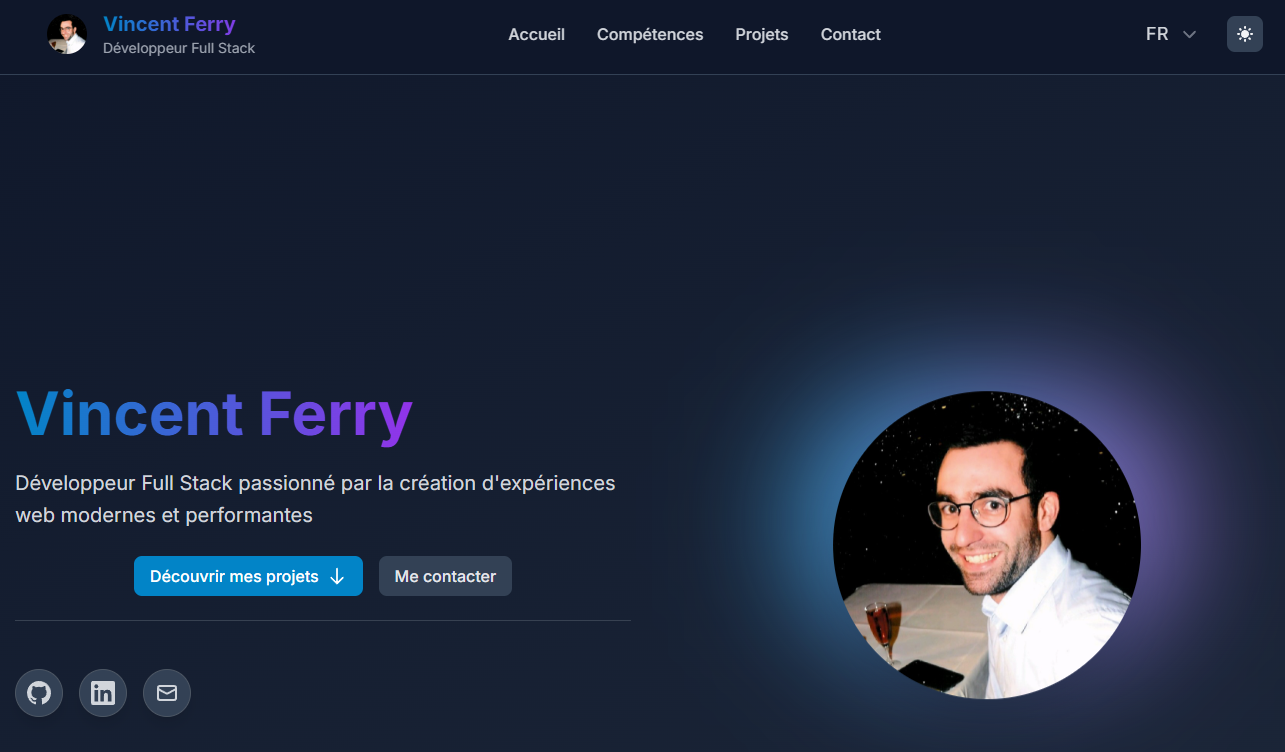 Vincent Ferry
Développeur Full Stack
Accueil
Compétences
Projets
Contact
FR
Vincent Ferry
Développeur Full Stack passionné par la création d'expériences
web modernes et performantes
Découvrir mes projets
Me contacter
in